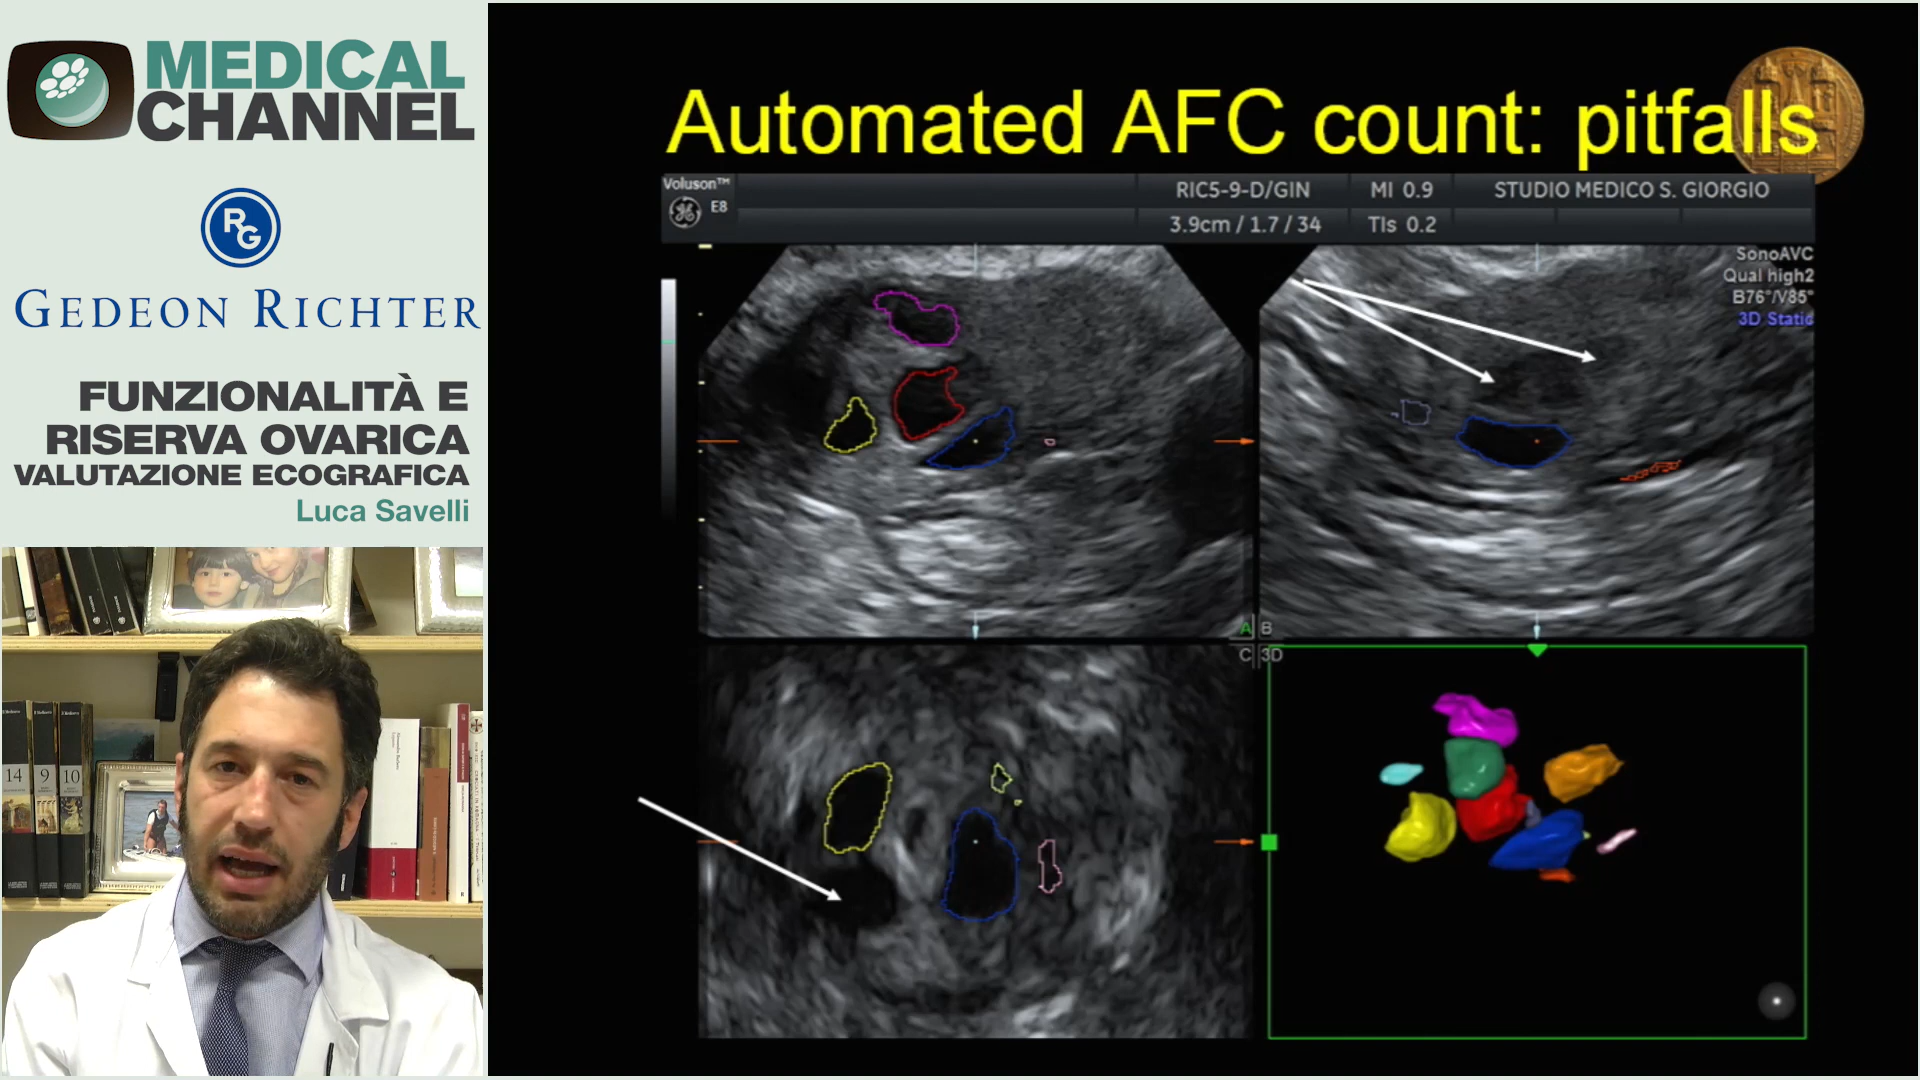 MEDICAL
CHANNEL
RG
GEDEON RICHTER
FUNZIONALITÀ E
RISERVA OVARICA
VALUTAZIONE ECOGRAFICA
Luca Savelli
14
9
10
Automated AFC count: pitfalls
Voluson™
E8
RIC5-9-D/GIN
MI 0.9
STUDIO MEDICO S. GIORGIO
3.9cm / 1.7 / 34
TIs 0.2
SonoAVC
Qual high2
B76°/V85°
3D Static
A
B
C
3D